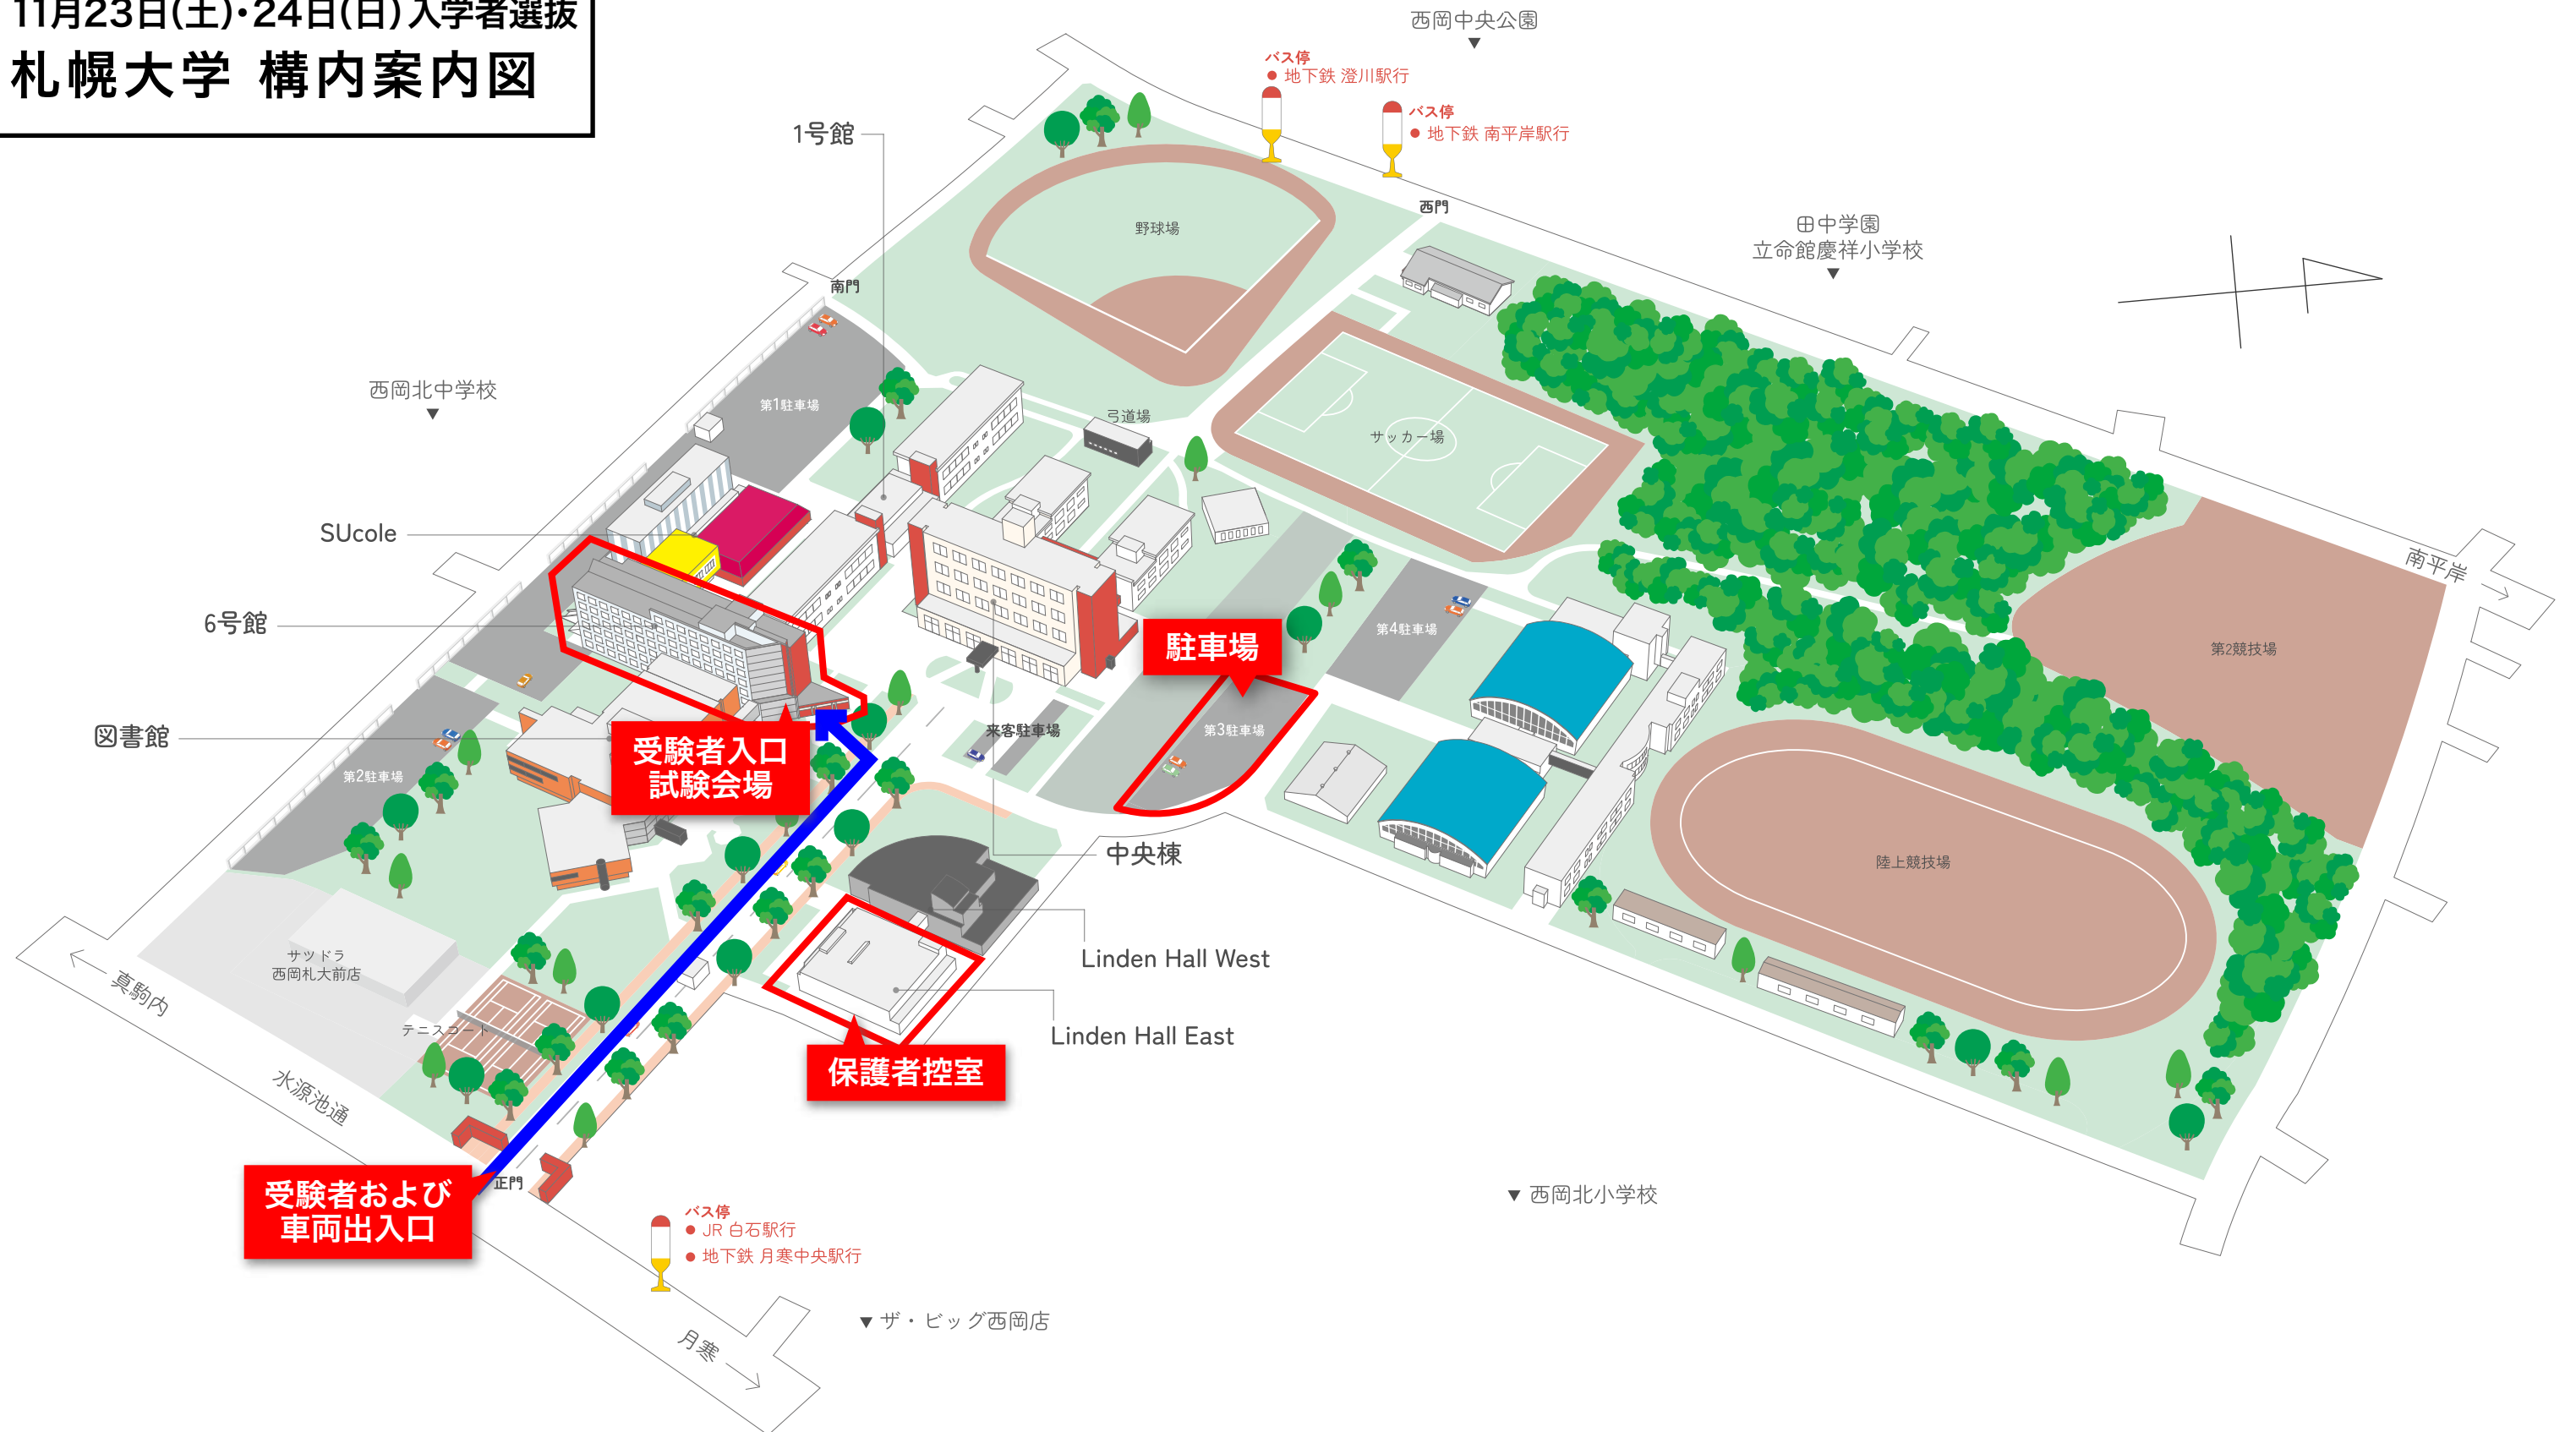 11月23日(土)・24日(日)入学者選抜
札幌大学 構内案内図
西岡中央公園
▼
バス停
● 地下鉄 澄川駅行
バス停
● 地下鉄 南平岸駅行
1号館
西門
野球場
田中学園
立命館慶祥小学校
▼
南門
西岡北中学校
▼
第1駐車場
弓道場
サッカー場
SUcole
南平岸
6号館
第4駐車場
駐車場
第2競技場
図書館
来客駐車場
第3駐車場
受験者入口
試験会場
第2駐車場
中央棟
陸上競技場
サツドラ
西岡札大前店
Linden Hall West
真駒内
テニスコート
Linden Hall East
保護者控室
水源池通
受験者および
車両出入口
正門
▼ 西岡北小学校
バス停
● JR 白石駅行
● 地下鉄 月寒中央駅行
▼ ザ・ビッグ西岡店
月寒